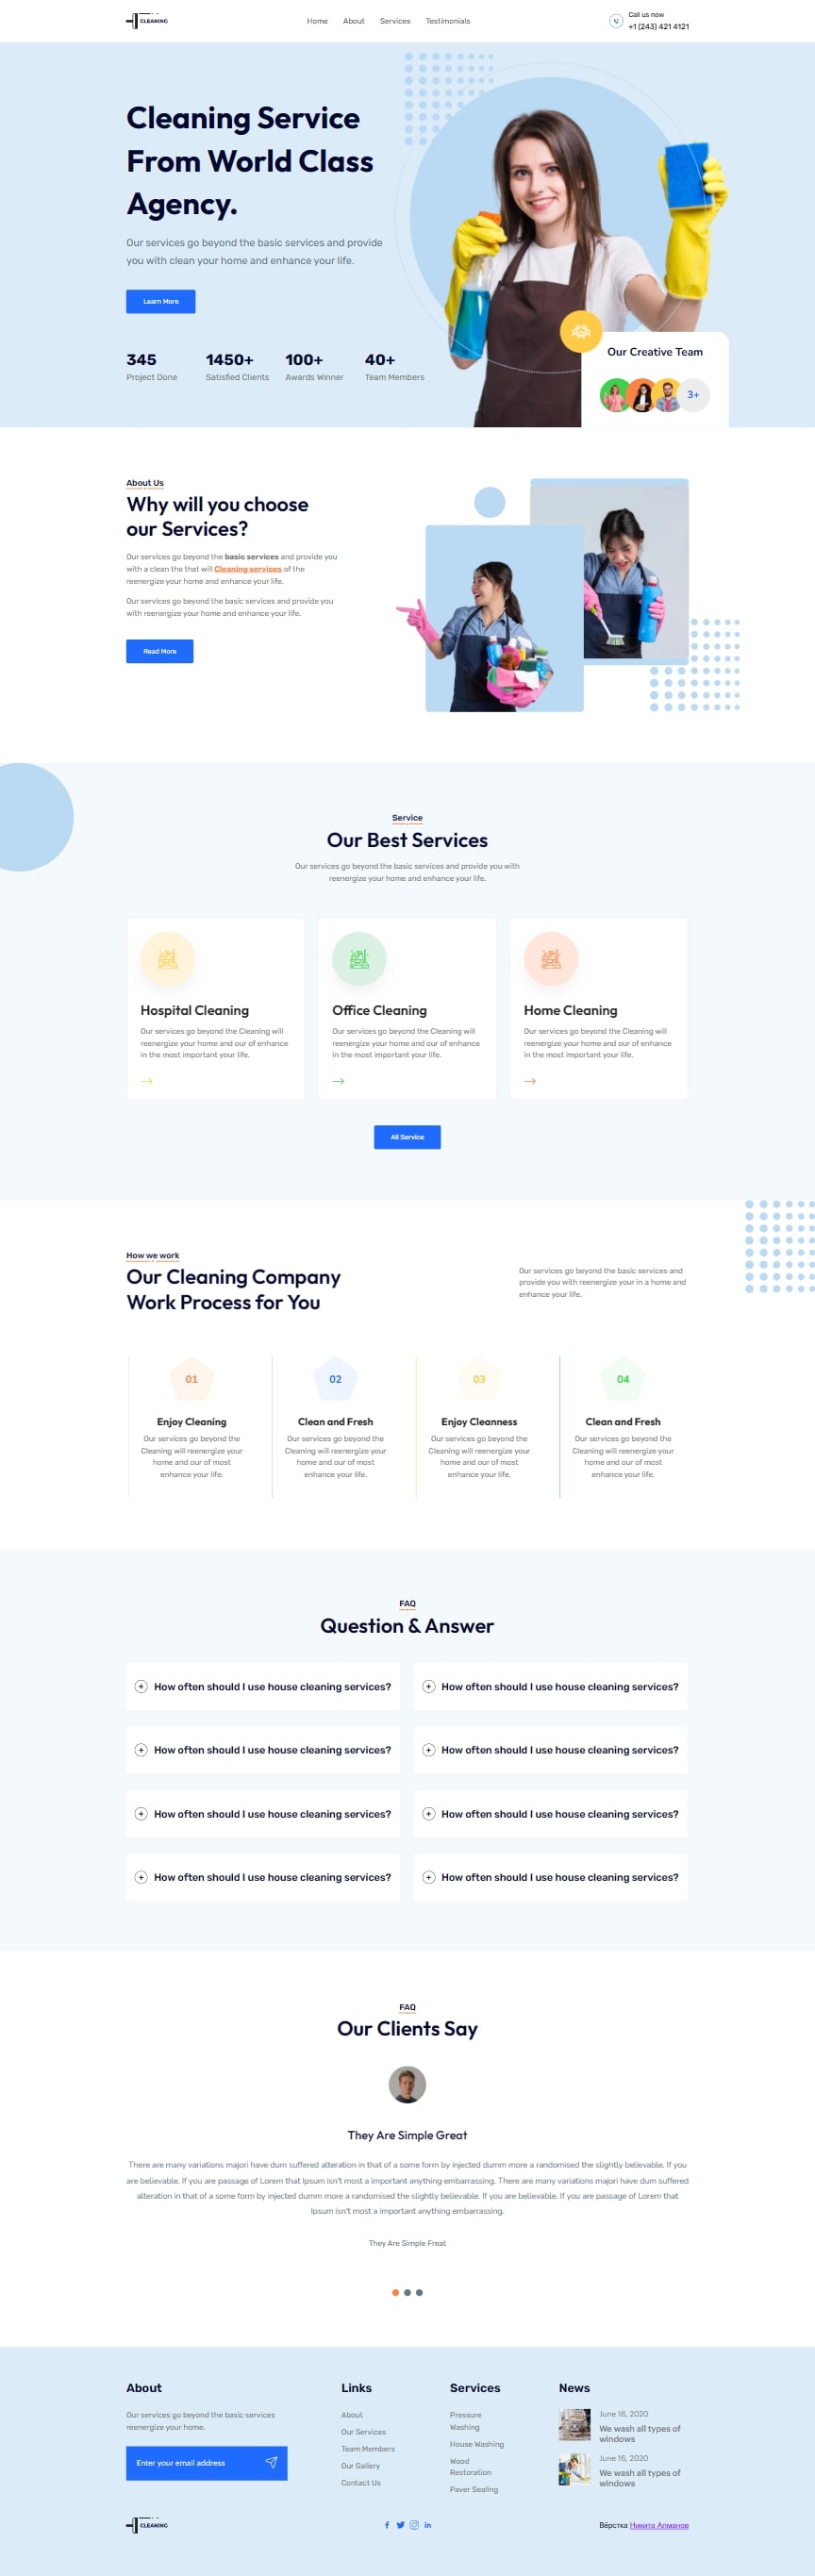 CLEANING
Home About Services Testimonials
Call us now
+1 (243) 421 4121
Cleaning Service
From World Class
Agency.
Our services go beyond the basic services and provide
you with clean your home and enhance your life.
Learn More
345 1450+ 100+ 40+
Project Done Satisfied Clients Awards Winner Team Members
Our Creative Team
3+
About Us
Why will you choose
our Services?
Our services go beyond the basic services and provide you
with a clean the that will Cleaning services of the
reenergize your home and enhance your life.
Our services go beyond the basic services and provide you
with reenergize your home and enhance your life.
Read More
Service
Our Best Services
Our services go beyond the basic services and provide you with
reenergize your home and enhance your life.
Hospital Cleaning
Our services go beyond the Cleaning will
reenergize your home and our of enhance
in the most important your life.
Office Cleaning
Our services go beyond the Cleaning will
reenergize your home and our of enhance
in the most important your life.
Home Cleaning
Our services go beyond the Cleaning will
reenergize your home and our of enhance
in the most important your life.
All Service
How we work
Our Cleaning Company
Work Process for You
Our services go beyond the basic services and
provide you with reenergize your in a home and
enhance your life.
01
Enjoy Cleaning
Our services go beyond the
Cleaning will reenergize your
home and our of most
enhance your life.
02
Clean and Fresh
Our services go beyond the
Cleaning will reenergize your
home and our of most
enhance your life.
03
Enjoy Cleanness
Our services go beyond the
Cleaning will reenergize your
home and our of most
enhance your life.
04
Clean and Fresh
Our services go beyond the
Cleaning will reenergize your
home and our of most
enhance your life.
FAQ
Question & Answer
How often should I use house cleaning services? How often should I use house cleaning services?
How often should I use house cleaning services? How often should I use house cleaning services?
How often should I use house cleaning services? How often should I use house cleaning services?
How often should I use house cleaning services? How often should I use house cleaning services?
FAQ
Our Clients Say
They Are Simple Great
There are many variations majori have dum suffered alteration in that of a some form by injected dumm more a randomised the slightly believable. If you
are believable. If you are passage of Lorem that Ipsum isn't most a important anything embarrassing. There are many variations majori have dum suffered
alteration in that of a some form by injected dumm more a randomised the slightly believable. If you are believable. If you are passage of Lorem that
Ipsum isn't most a important anything embarrassing.
They Are Simple Freat
About
Our services go beyond the basic services
reenergize your home.
Enter your email address
Links
About
Our Services
Team Members
Our Gallery
Contact Us
Services
Pressure
Washing
House Washing
Wood
Restoration
Paver Sealing
News
June 16, 2020
We wash all types of
windows
June 16, 2020
We wash all types of
windows
CLEANING
Вёрстка Никита Алманов